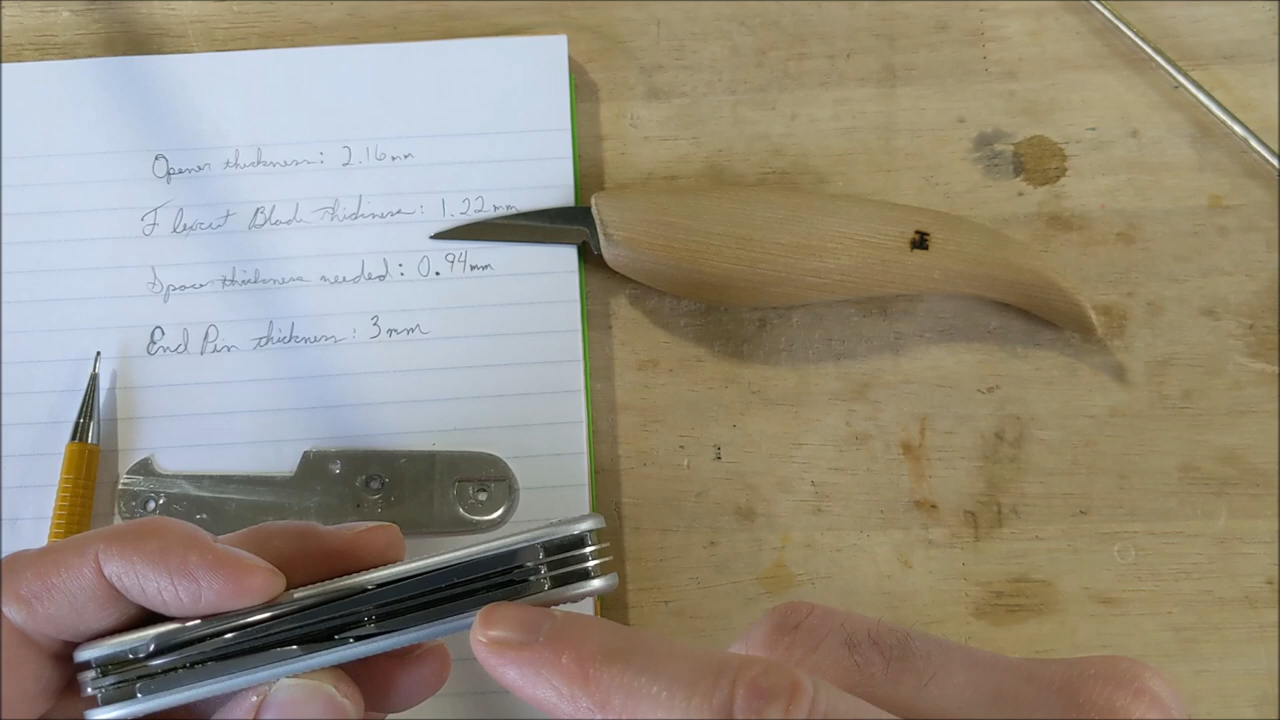 Opener thickness: 2.16mm
Flexcut Blade thickness: 1.22mm
Spacer thickness needed: 0.94mm
End Pin thickness: 3mm